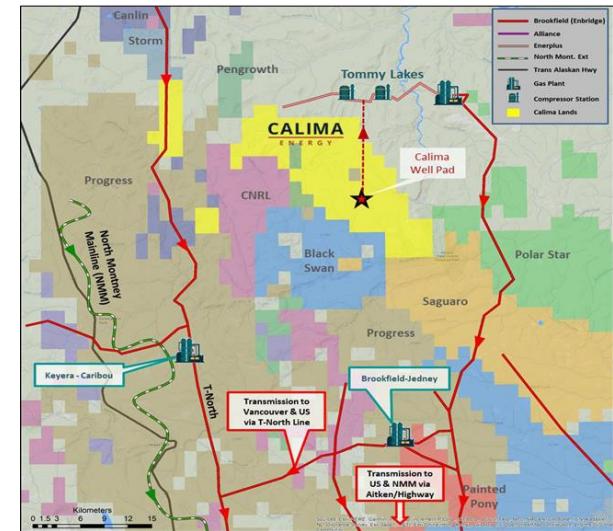 Canlin
Storm
Pengrowth
Tommy Lakes
Brookfield (Enbridge)
Alliance
Enerplus
North Mont. Ext
Trans Alaskan Hwy
Gas Plant
Compressor Station
Calima Lands
CALIMA
ENERGY
Calima
Well Pad
Progress
CNRL
North Montney
Mainline (NMM)
Black
Swan
Polar Star
Saguaro
Progress
Keyera - Caribou
T-North
Brookfield-Jedney
Transmission to
Vancouver & US
via T-North Line
Transmission to
US & NMM via
Aitken/Highway
Painted
Pony
Kilometers
0 1.5 3 6 9 12 15